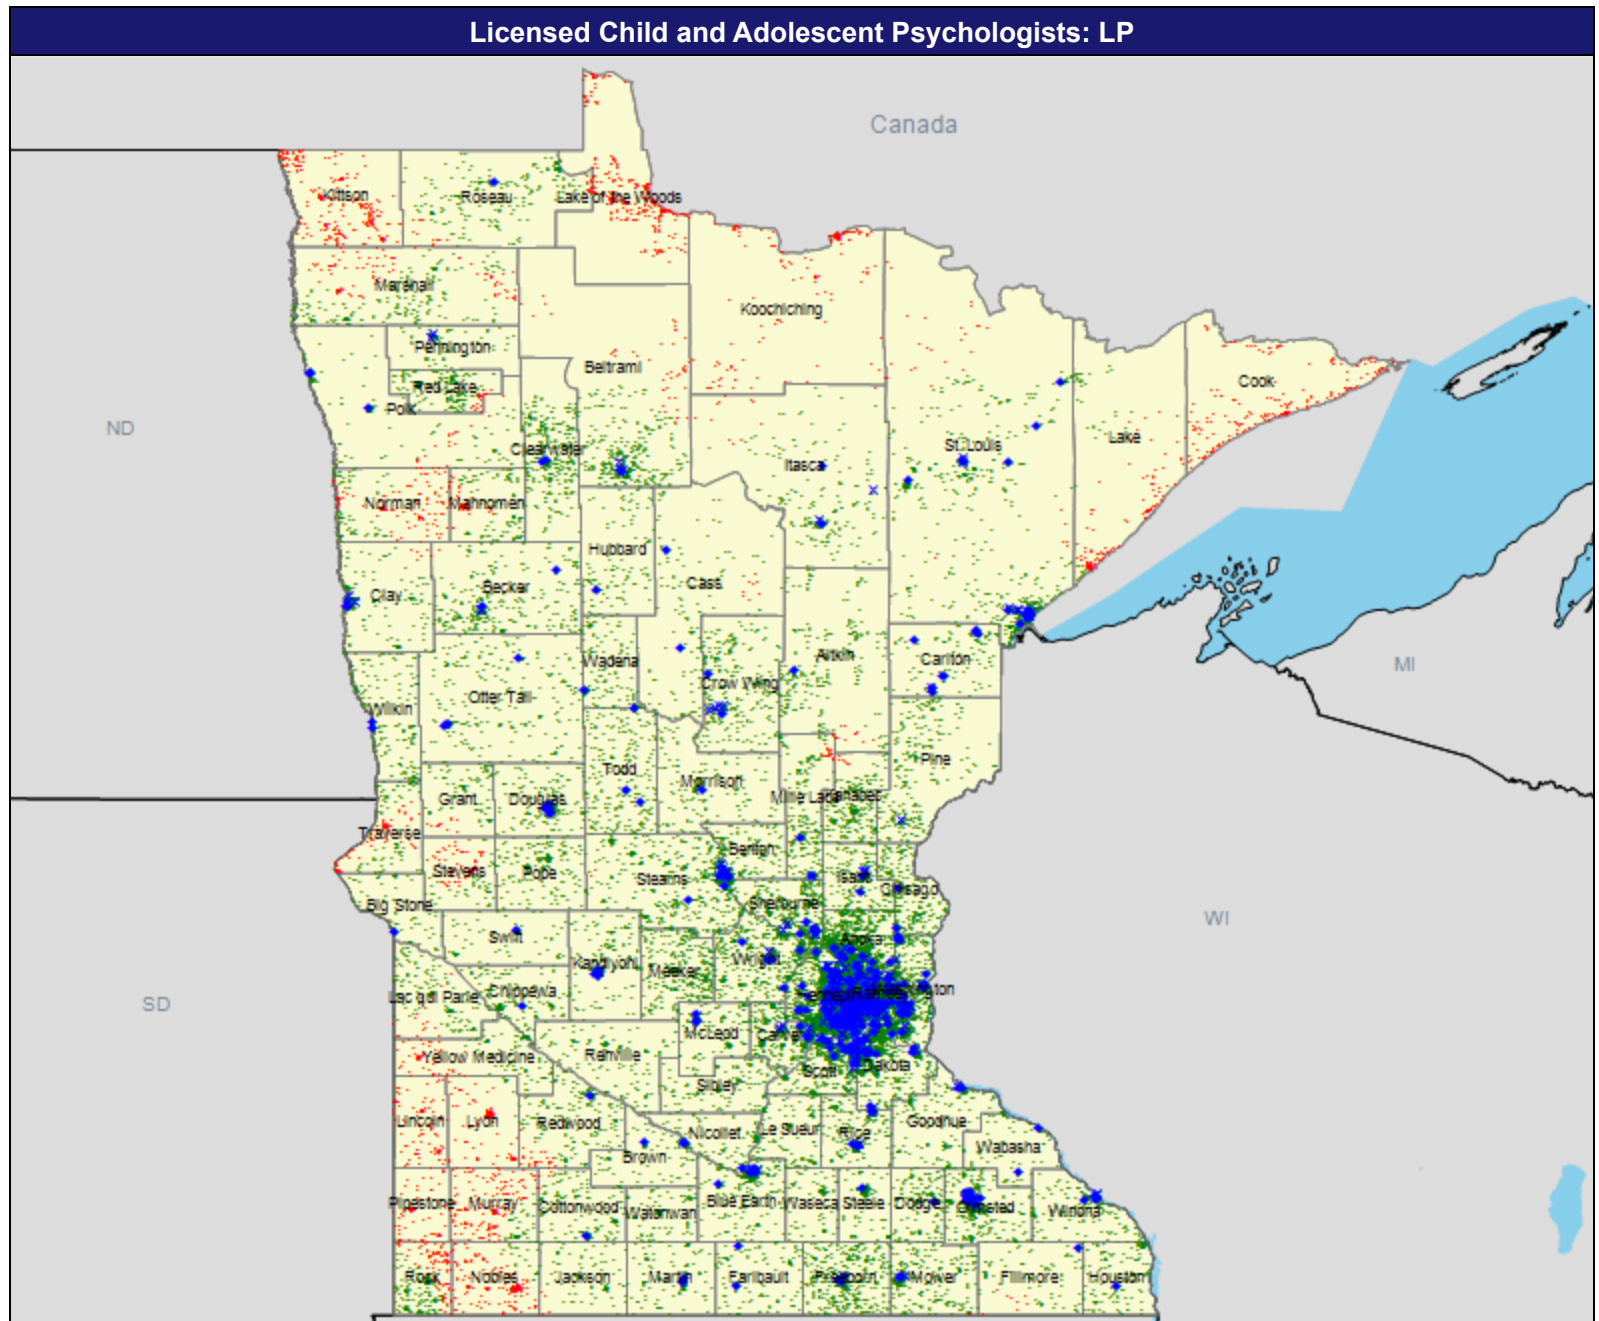 Licensed Child and Adolescent Psychologists: LP
Canada
Kittson
Roseau
Lake of the Woods
Marshall
Koochiching
Pennington
Beltrami
Red Lake
Cook
Polk
ND
Lake
St. Louis
Clearwater
Itasca
Norman
Mahnomen
Hubbard
Cass
Becker
Clay
Aitkin
Carlton
Wadena
MI
Crow Wing
Otter Tail
Wilkin
Pine
Todd
Morrison
Mille Lacs
Kanabec
Grant
Douglas
Traverse
Benton
Stevens
Pope
Stearns
Isanti
Chisago
Big Stone
Sherburne
WI
Swift
Anoka
Wright
Kandiyohi
Meeker
Chippewa
Lac qui Parle
Hennepin
Ramsey
Washington
SD
McLeod
Carver
Yellow Medicine
Renville
Scott
Dakota
Sibley
Lincoln
Lyon
Redwood
Nicollet
Le Sueur
Rice
Goodhue
Wabasha
Brown
Pipestone
Murray
Cottonwood
Watonwan
Blue Earth
Waseca
Steele
Dodge
Olmsted
Winona
Rock
Nobles
Jackson
Martin
Faribault
Freeborn
Mower
Fillmore
Houston